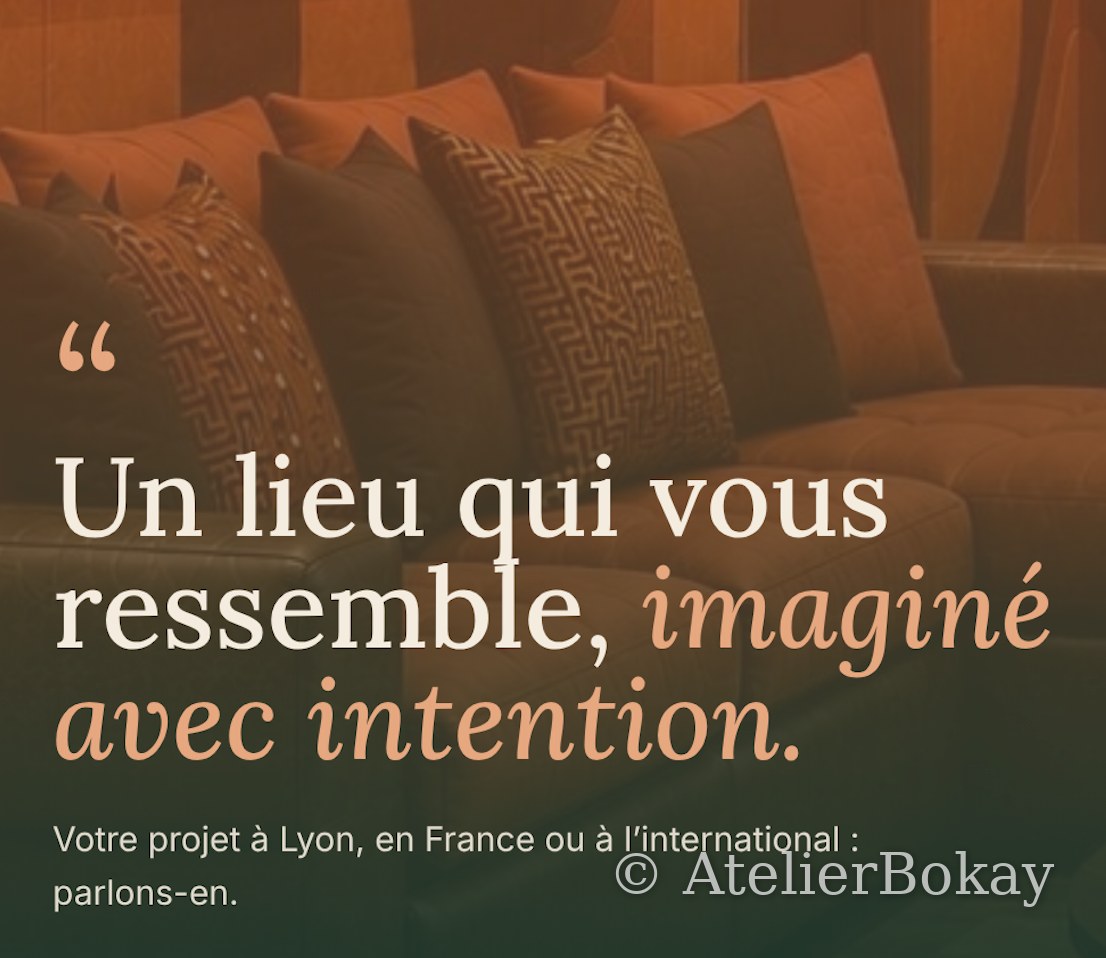 “
Un lieu qui vous
ressemble, imaginé
avec intention.
Votre projet à Lyon, en France ou à l’international :
parlons-en.
© AtelierBokay